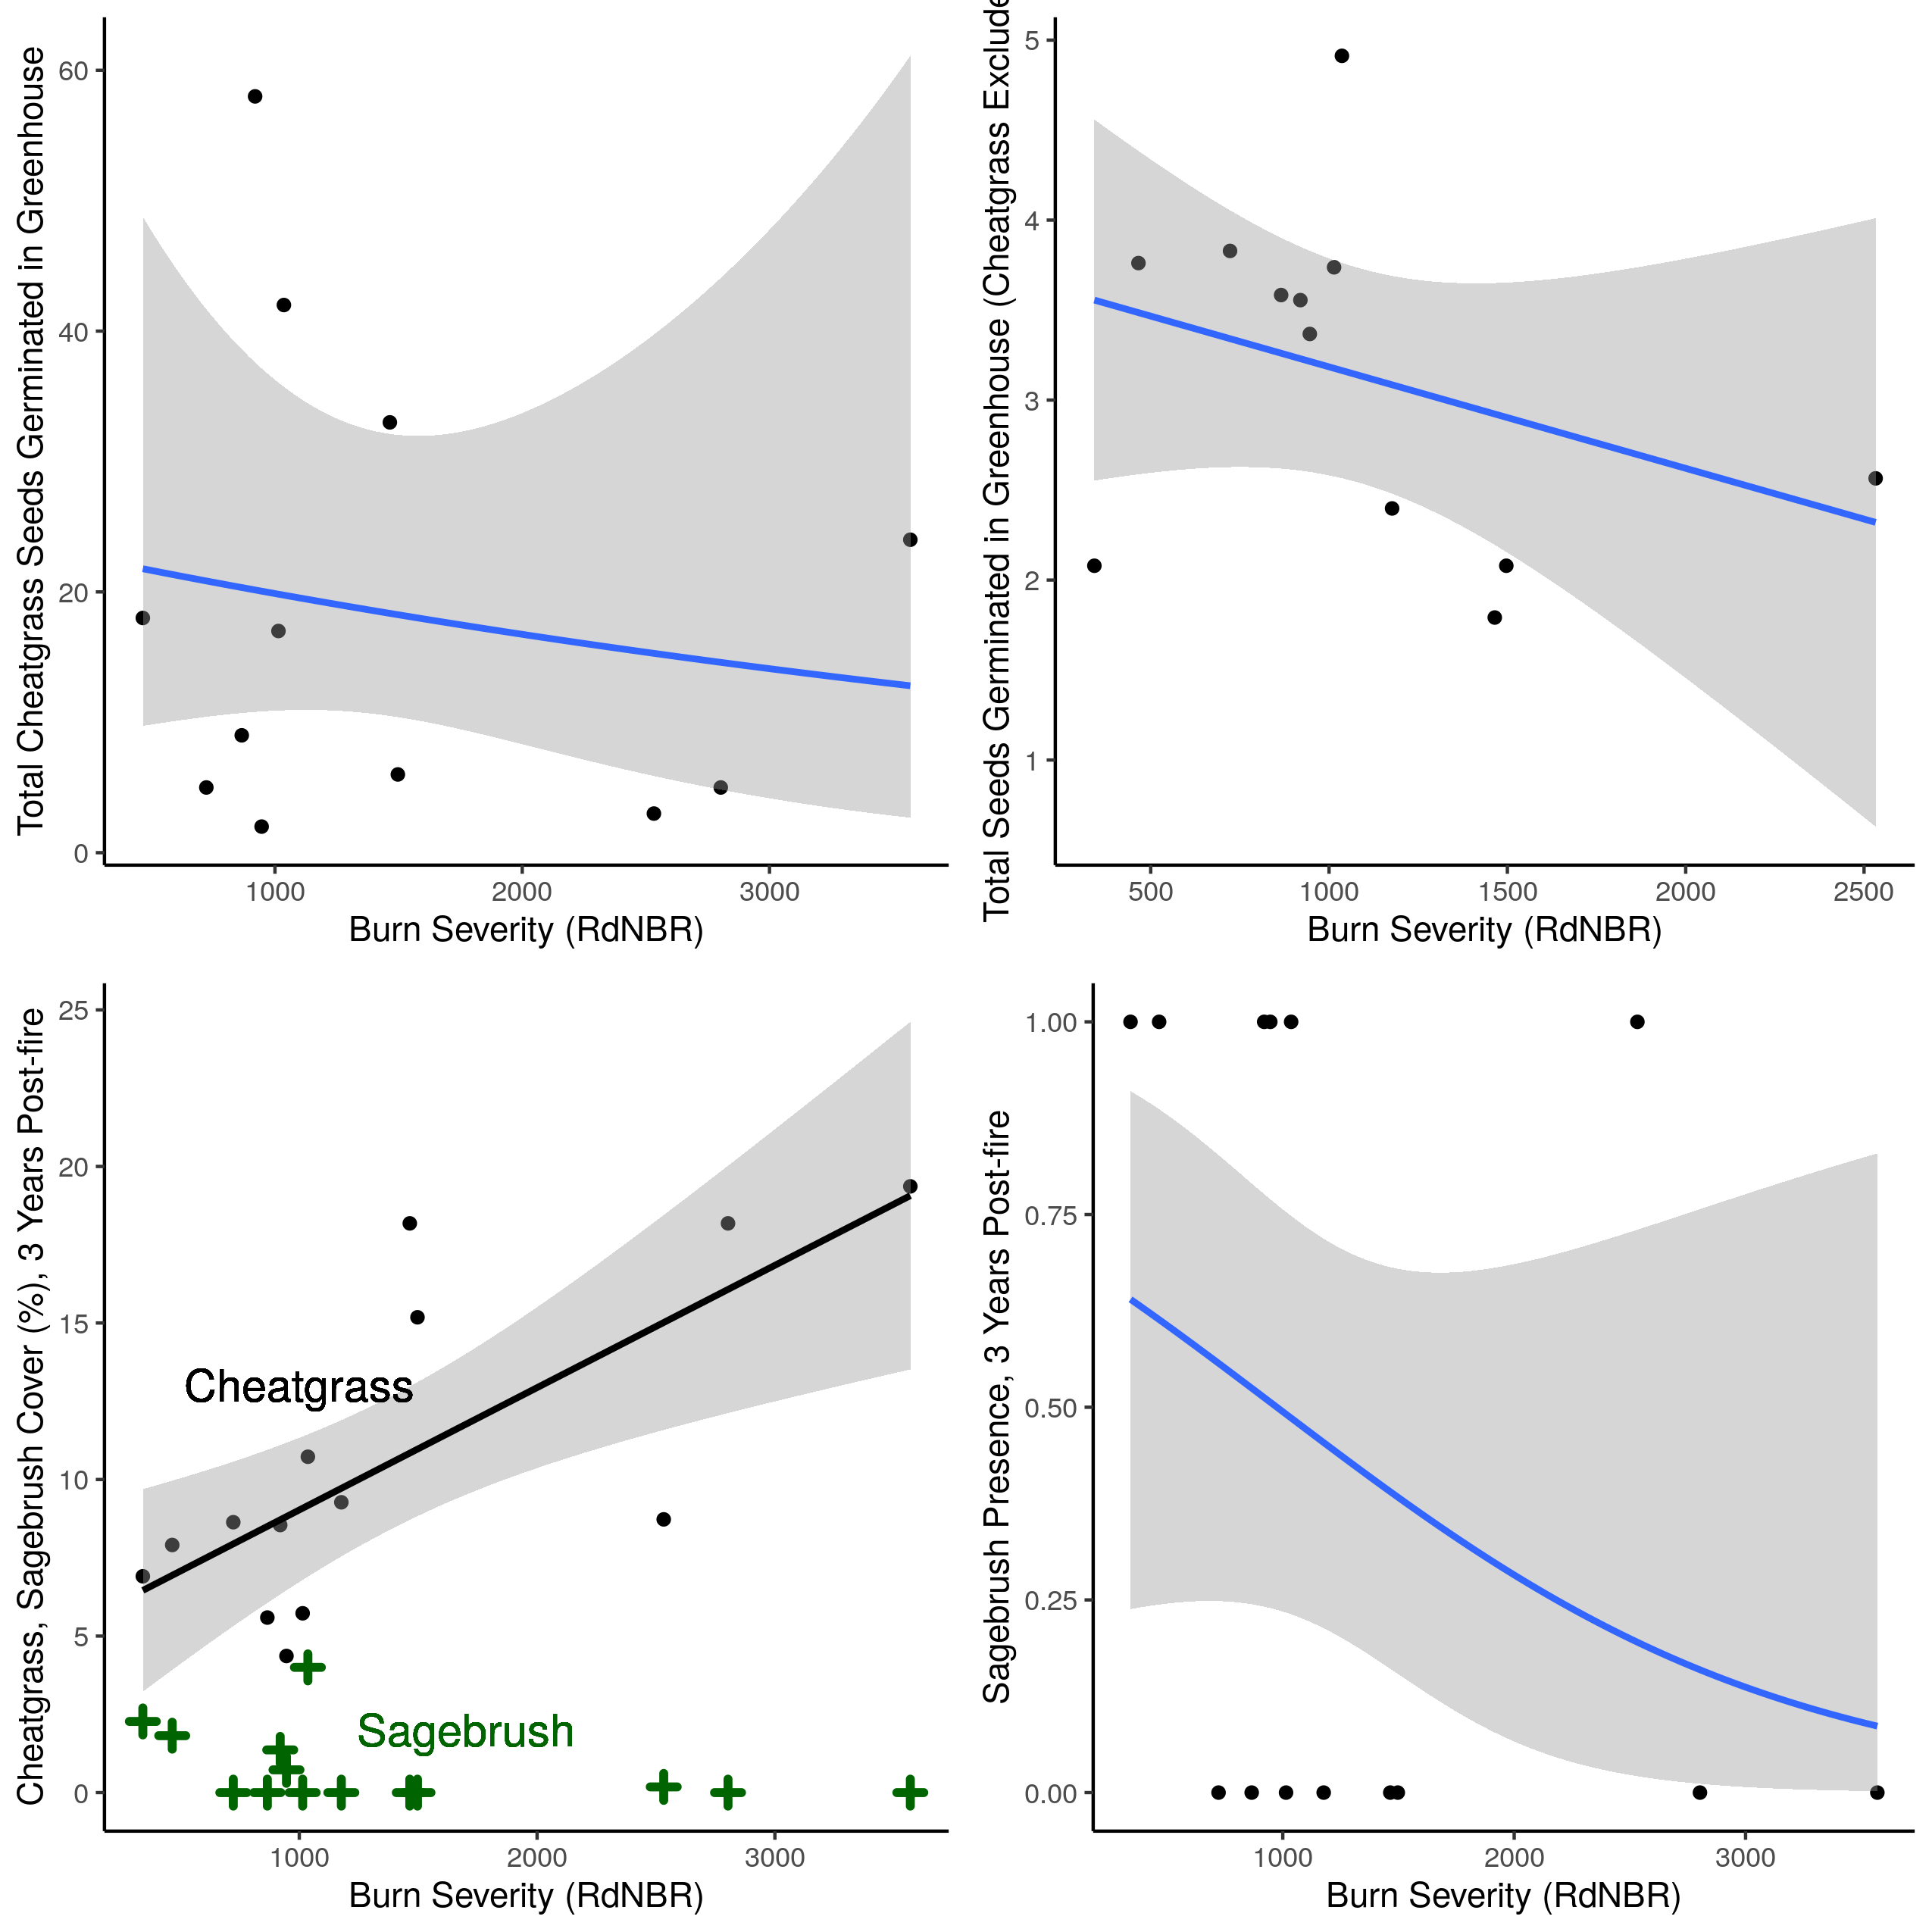 Total Cheatgrass Seeds Germinated in Greenhouse
60
40
20
0
1000 2000 3000
Burn Severity (RdNBR)
Total Seeds Germinated in Greenhouse (Cheatgrass Exclude
5
4
3
2
1
500 1000 1500 2000 2500
Burn Severity (RdNBR)
Cheatgrass, Sagebrush Cover (%), 3 Years Post-fire
25
20
15
10
5
0
Cheatgrass
Sagebrush
1000 2000 3000
Burn Severity (RdNBR)
Sagebrush Presence, 3 Years Post-fire
1.00
0.75
0.50
0.25
0.00
1000 2000 3000
Burn Severity (RdNBR)